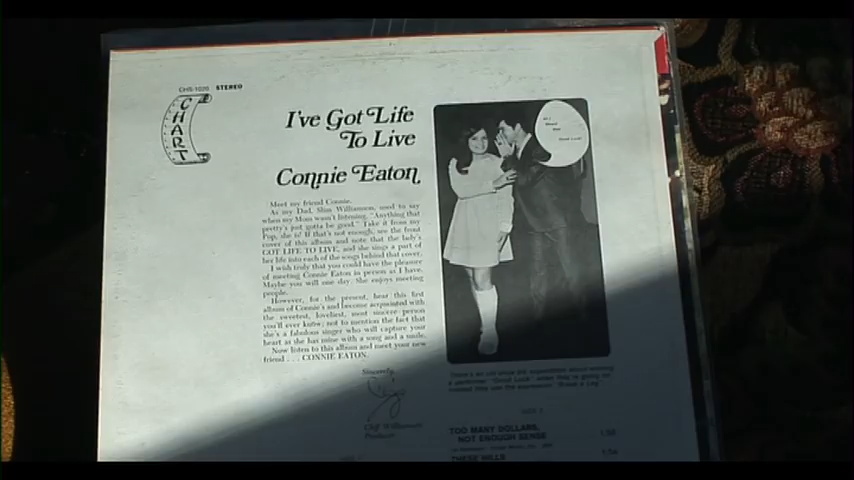 CHS-1020 STEREO
CHART
I've Got Life
To Live
Connie Eaton
Meet my friend Connie.
As my Dad, Slim Williamson, used to say
when my Mom wasn't listening, "Anything that
pretty's just gotta be good." Take it from my
Pop, she is! If that's not enough, see the front
cover of this album and note that the lady's
GOT LIFE TO LIVE, and she sings a part of
her life into each of the songs behind that cover.
I wish truly that you could have the pleasure
of meeting Connie Eaton in person as I have.
Maybe you will one day. She enjoys meeting
people.
However, for the present, hear this first
album of Connie's and become acquainted with
the sweetest, loveliest, most sincere person
you'll ever know; not to mention the fact that
she's a fabulous singer who will capture your
heart as she has mine with a song and a smile.
Now listen to this album and meet your new
friend . . . CONNIE EATON.
Sincerely,
Cliff Williamson
Producer
Good Luck
TOO MANY DOLLARS,
NOT ENOUGH SENSE
THESE HILLS